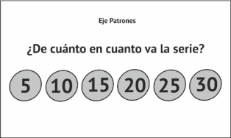 Eje Patrones
¿De cuánto en cuanto va la serie?
5 10 15 20 25 30